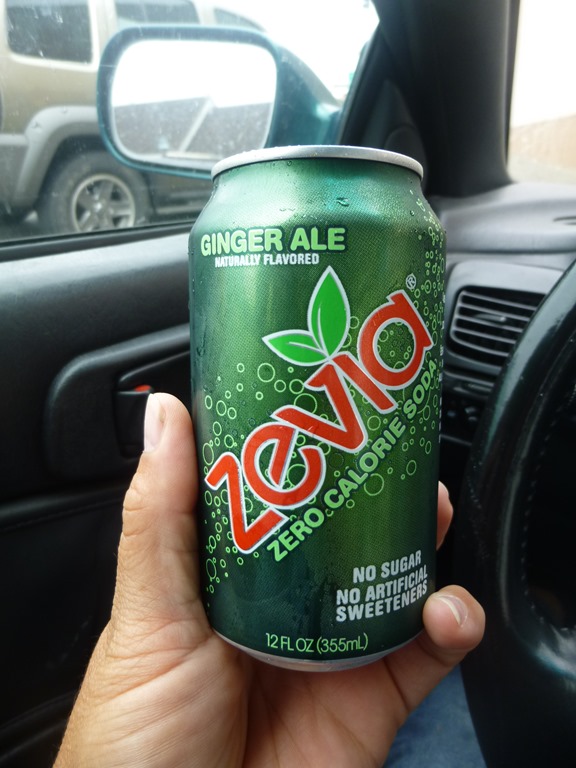 GINGER ALE
NATURALLY FLAVORED
zevia®
ZERO CALORIE SODA
NO SUGAR
NO ARTIFICIAL
SWEETENERS
12 FL OZ (355mL)